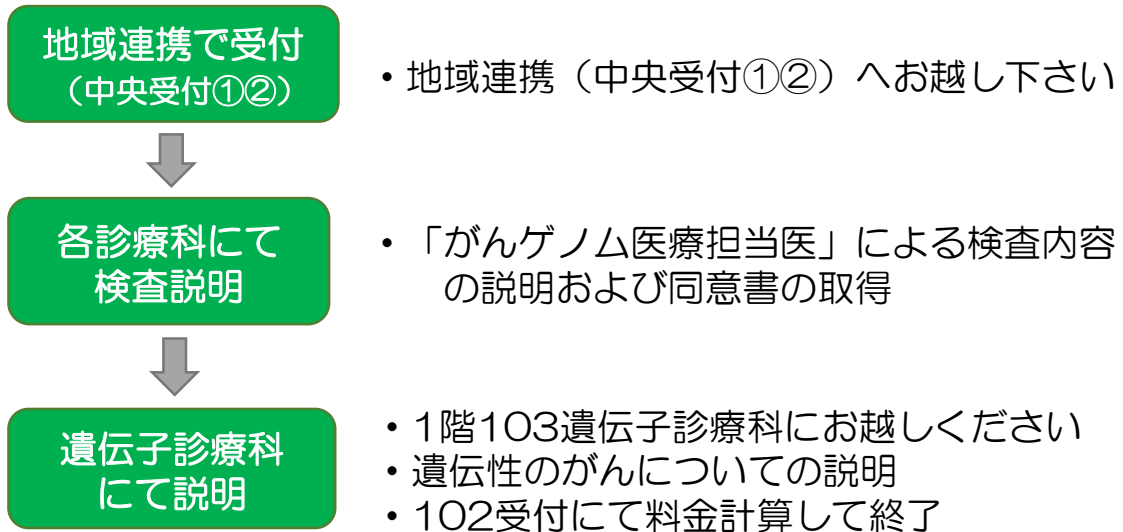 地域連携で受付
（中央受付①②）
・地域連携（中央受付①②）へお越し下さい
各診療科にて
検査説明
・「がんゲノム医療担当医」による検査内容
の説明および同意書の取得
遺伝子診療科
にて説明
・1階103遺伝子診療科にお越しください
・遺伝性のがんについての説明
・102受付にて料金計算して終了